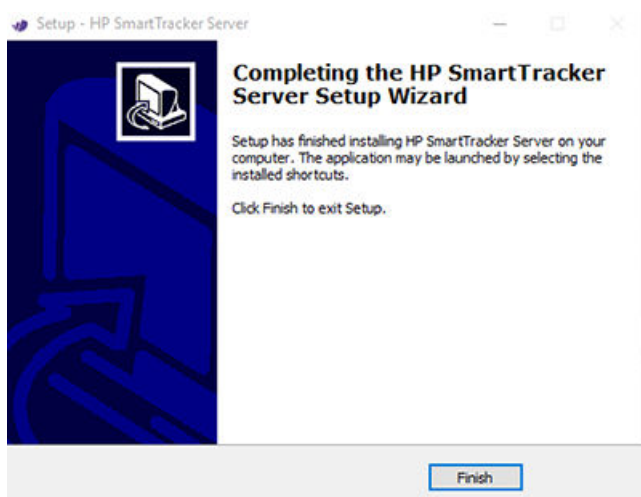 Setup - HP SmartTracker Server
Completing the HP SmartTracker
Server Setup Wizard
Setup has finished installing HP SmartTracker Server on your
computer. The application may be launched by selecting the
installed shortcuts.
Click Finish to exit Setup.
Finish